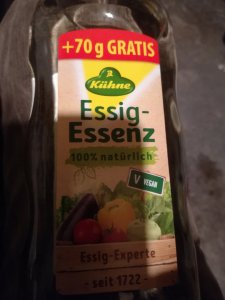 +70 g GRATIS
Kühne
Essig-
Essenz
100% natürlich
V VEGAN
Essig-Experte
- seit 1722 -